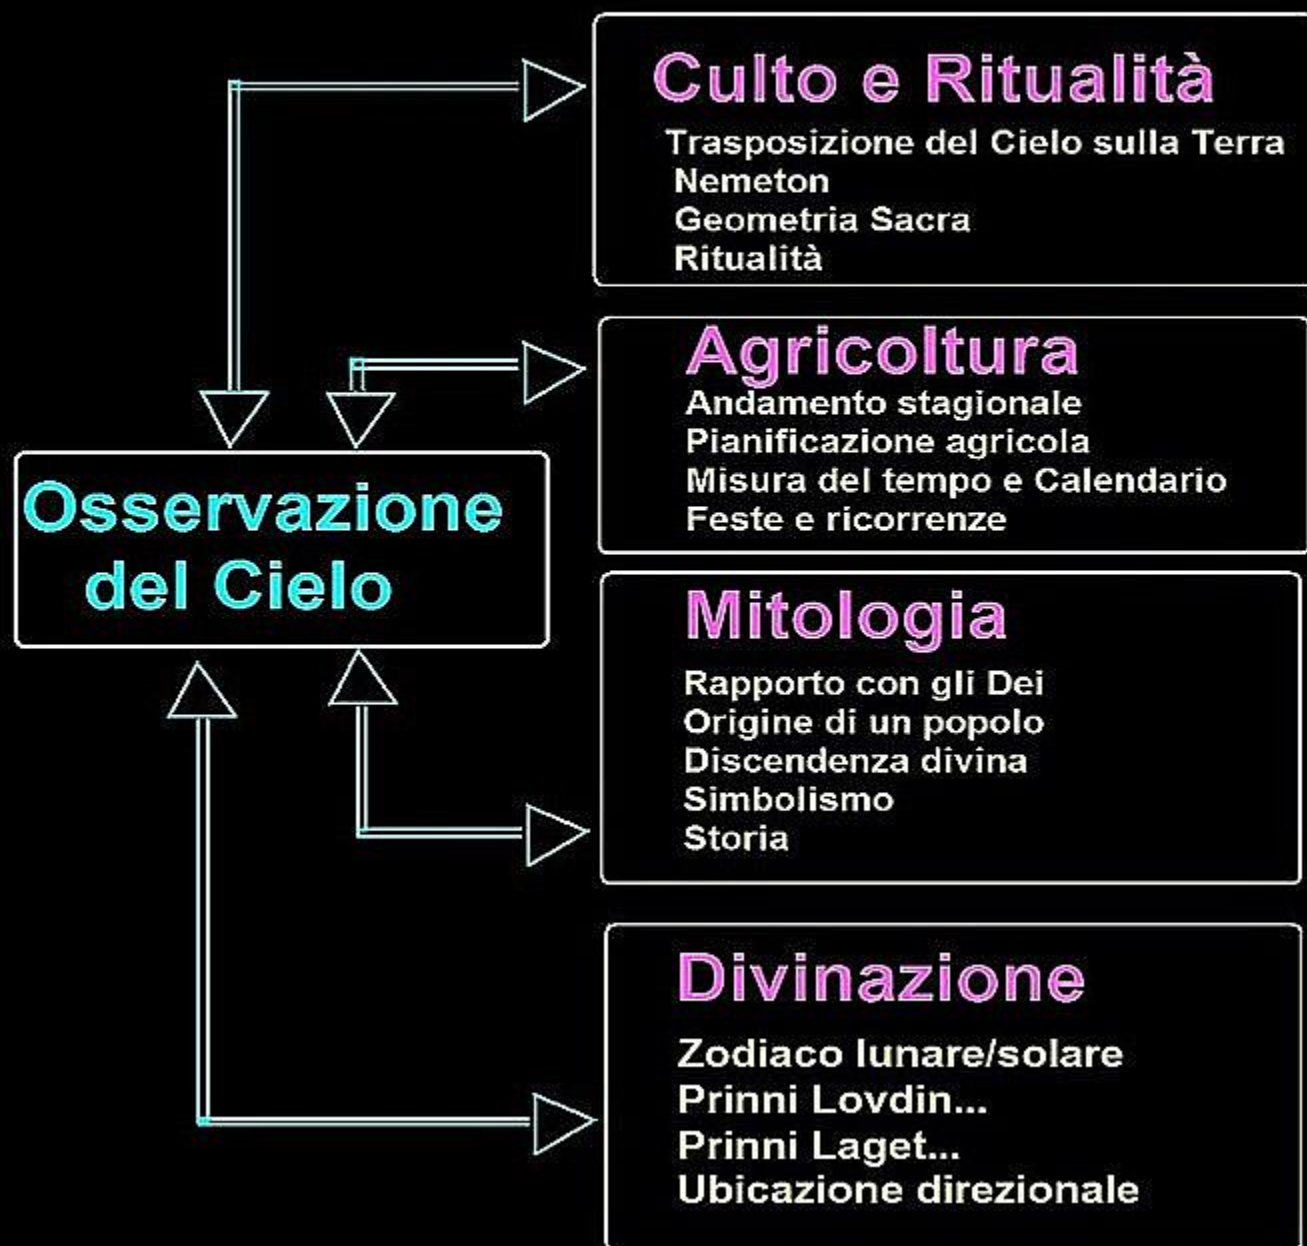 Culto e Ritualità
Trasposizione del Cielo sulla Terra
Nemeton
Geometria Sacra
Ritualità
Agricoltura
Andamento stagionale
Pianificazione agricola
Misura del tempo e Calendario
Feste e ricorrenze
Osservazione
del Cielo
Mitologia
Rapporto con gli Dei
Origine di un popolo
Discendenza divina
Simbolismo
Storia
Divinazione
Zodiaco lunare/solare
Prinni Lovdin...
Prinni Laget...
Ubicazione direzionale